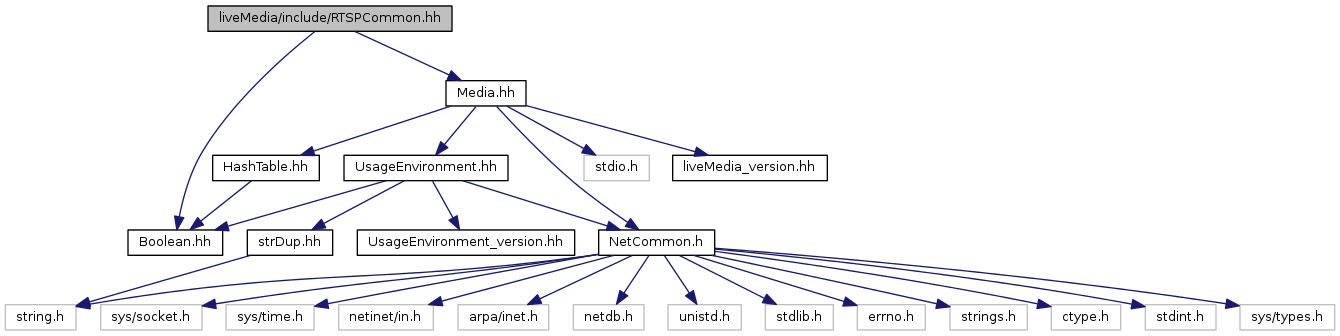 liveMedia/include/RTSPCommon.hh
Media.hh
HashTable.hh
UsageEnvironment.hh
stdio.h
liveMedia_version.hh
Boolean.hh
strDup.hh
UsageEnvironment_version.hh
NetCommon.h
string.h
sys/socket.h
sys/time.h
netinet/in.h
arpa/inet.h
netdb.h
unistd.h
stdlib.h
errno.h
strings.h
ctype.h
stdint.h
sys/types.h